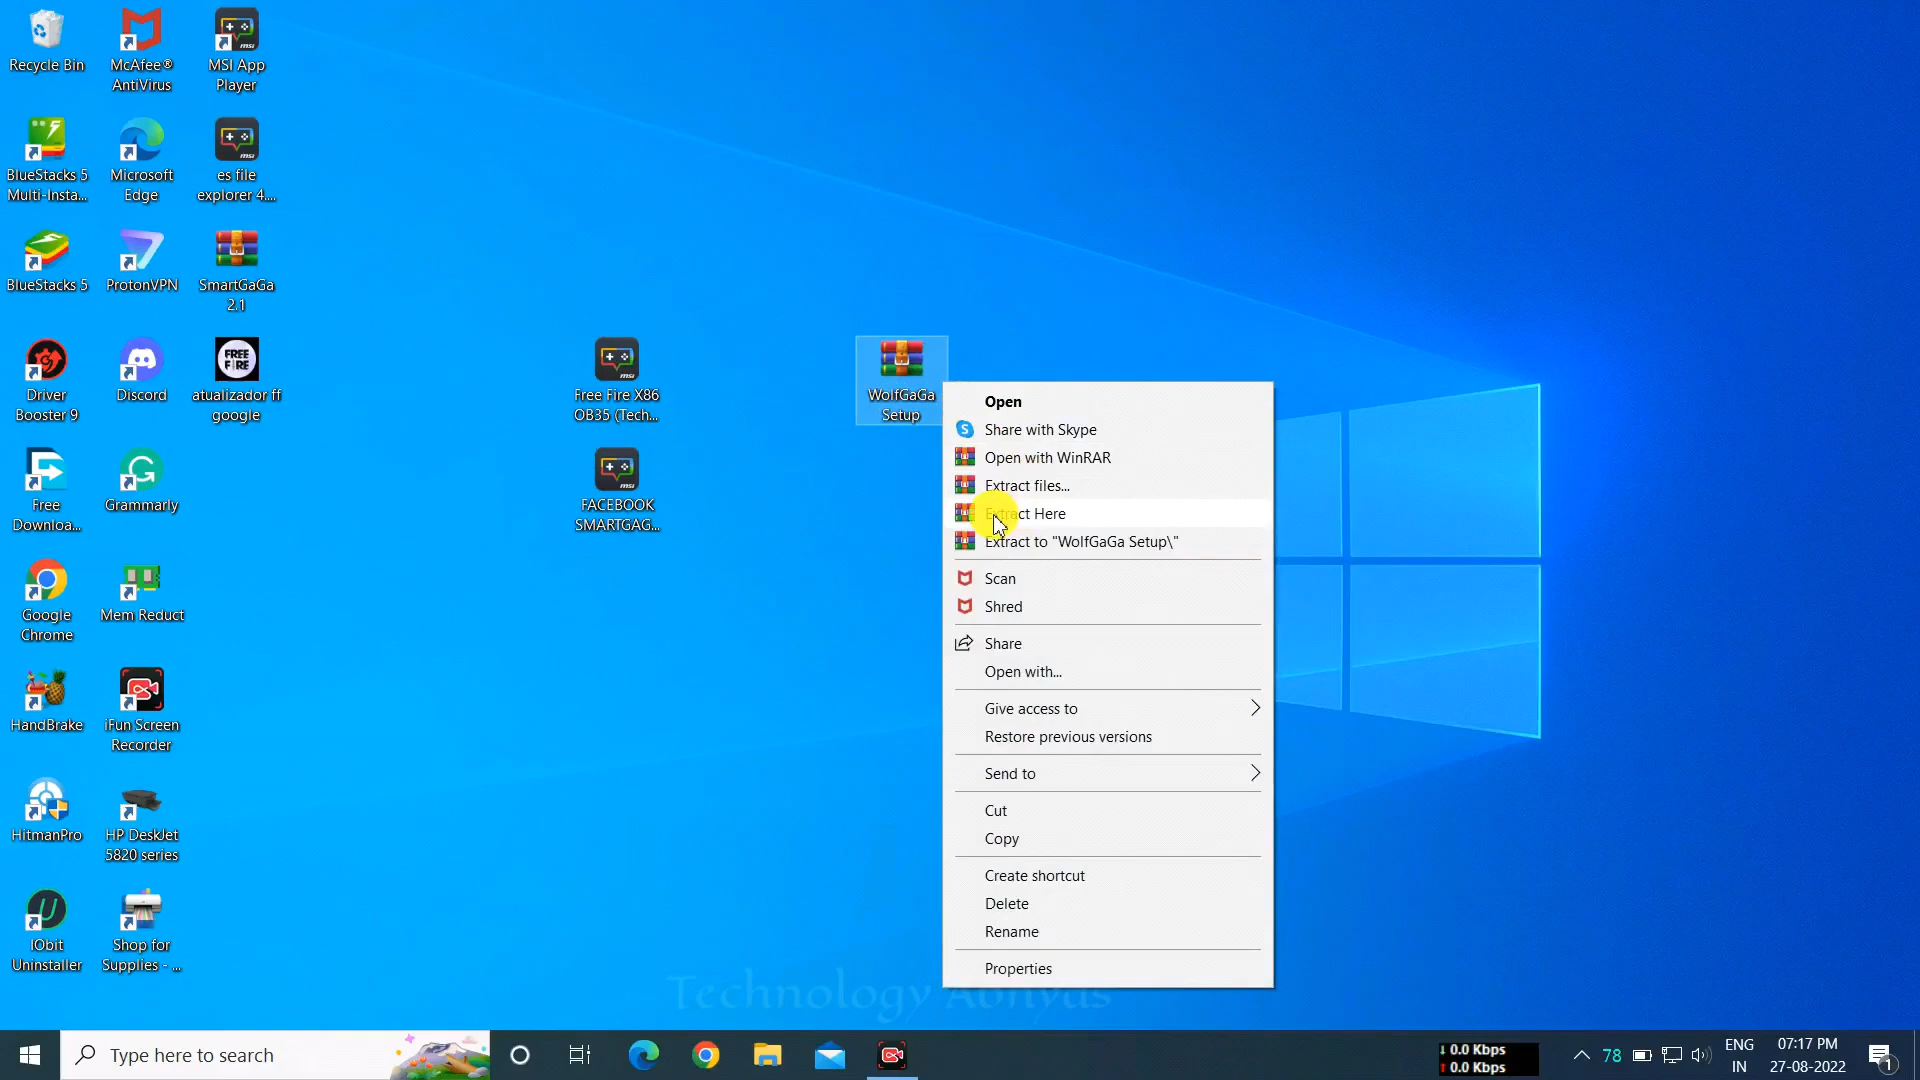 Recycle Bin
McAfee®
AntiVirus
MSI App
Player
BlueStacks 5
Multi-Insta...
Microsoft
Edge
es file
explorer 4....
BlueStacks 5
ProtonVPN
SmartGaGa
2.1
Driver
Booster 9
Discord
FREE
FIRE
atualizador ff
google
Free
Downloa...
Grammarly
Google
Chrome
Mem Reduct
HandBrake
iFun Screen
Recorder
HitmanPro
HP DeskJet
5820 series
IObit
Uninstaller
Shop for
Supplies - ...
Free Fire X86
OB35 (Tech...
FACEBOOK
SMARTGAG...
WolfGaGa
Setup
Open
Share with Skype
Open with WinRAR
Extract files...
Extract Here
Extract to "WolfGaGa Setup\"
Scan
Shred
Share
Open with...
Give access to
Restore previous versions
Send to
Cut
Copy
Create shortcut
Delete
Rename
Properties
Technology Abhyas
Type here to search
↓ 0.0 Kbps
↑ 0.0 Kbps
78
ENG
IN
07:17 PM
27-08-2022
1